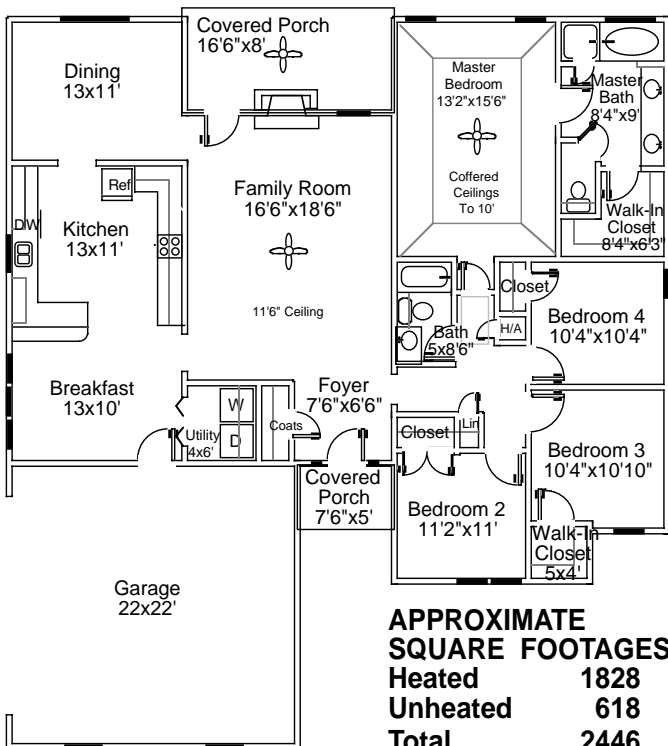 Covered Porch
16'6"x8'
Dining
13x11'
Master
Bedroom
13'2"x15'6"
Coffered
Ceilings
To 10'
Master
Bath
8'4"x9'
Walk-In
Closet
8'4"x6'3"
Ref
D/W
Kitchen
13x11'
Family Room
16'6"x18'6"
11'6" Ceiling
Closet
H/A
Bath
5x8'6"
Bedroom 4
10'4"x10'4"
Breakfast
13x10'
Foyer
7'6"x6'6"
W
D
Utility
4x6'
Coats
Closet
Lin
Bedroom 3
10'4"x10'10"
Covered
Porch
7'6"x5'
Bedroom 2
11'2"x11'
Walk-In
Closet
5x4'
Garage
22x22'
APPROXIMATE
SQUARE FOOTAGES
Heated 1828
Unheated 618
Total 2446